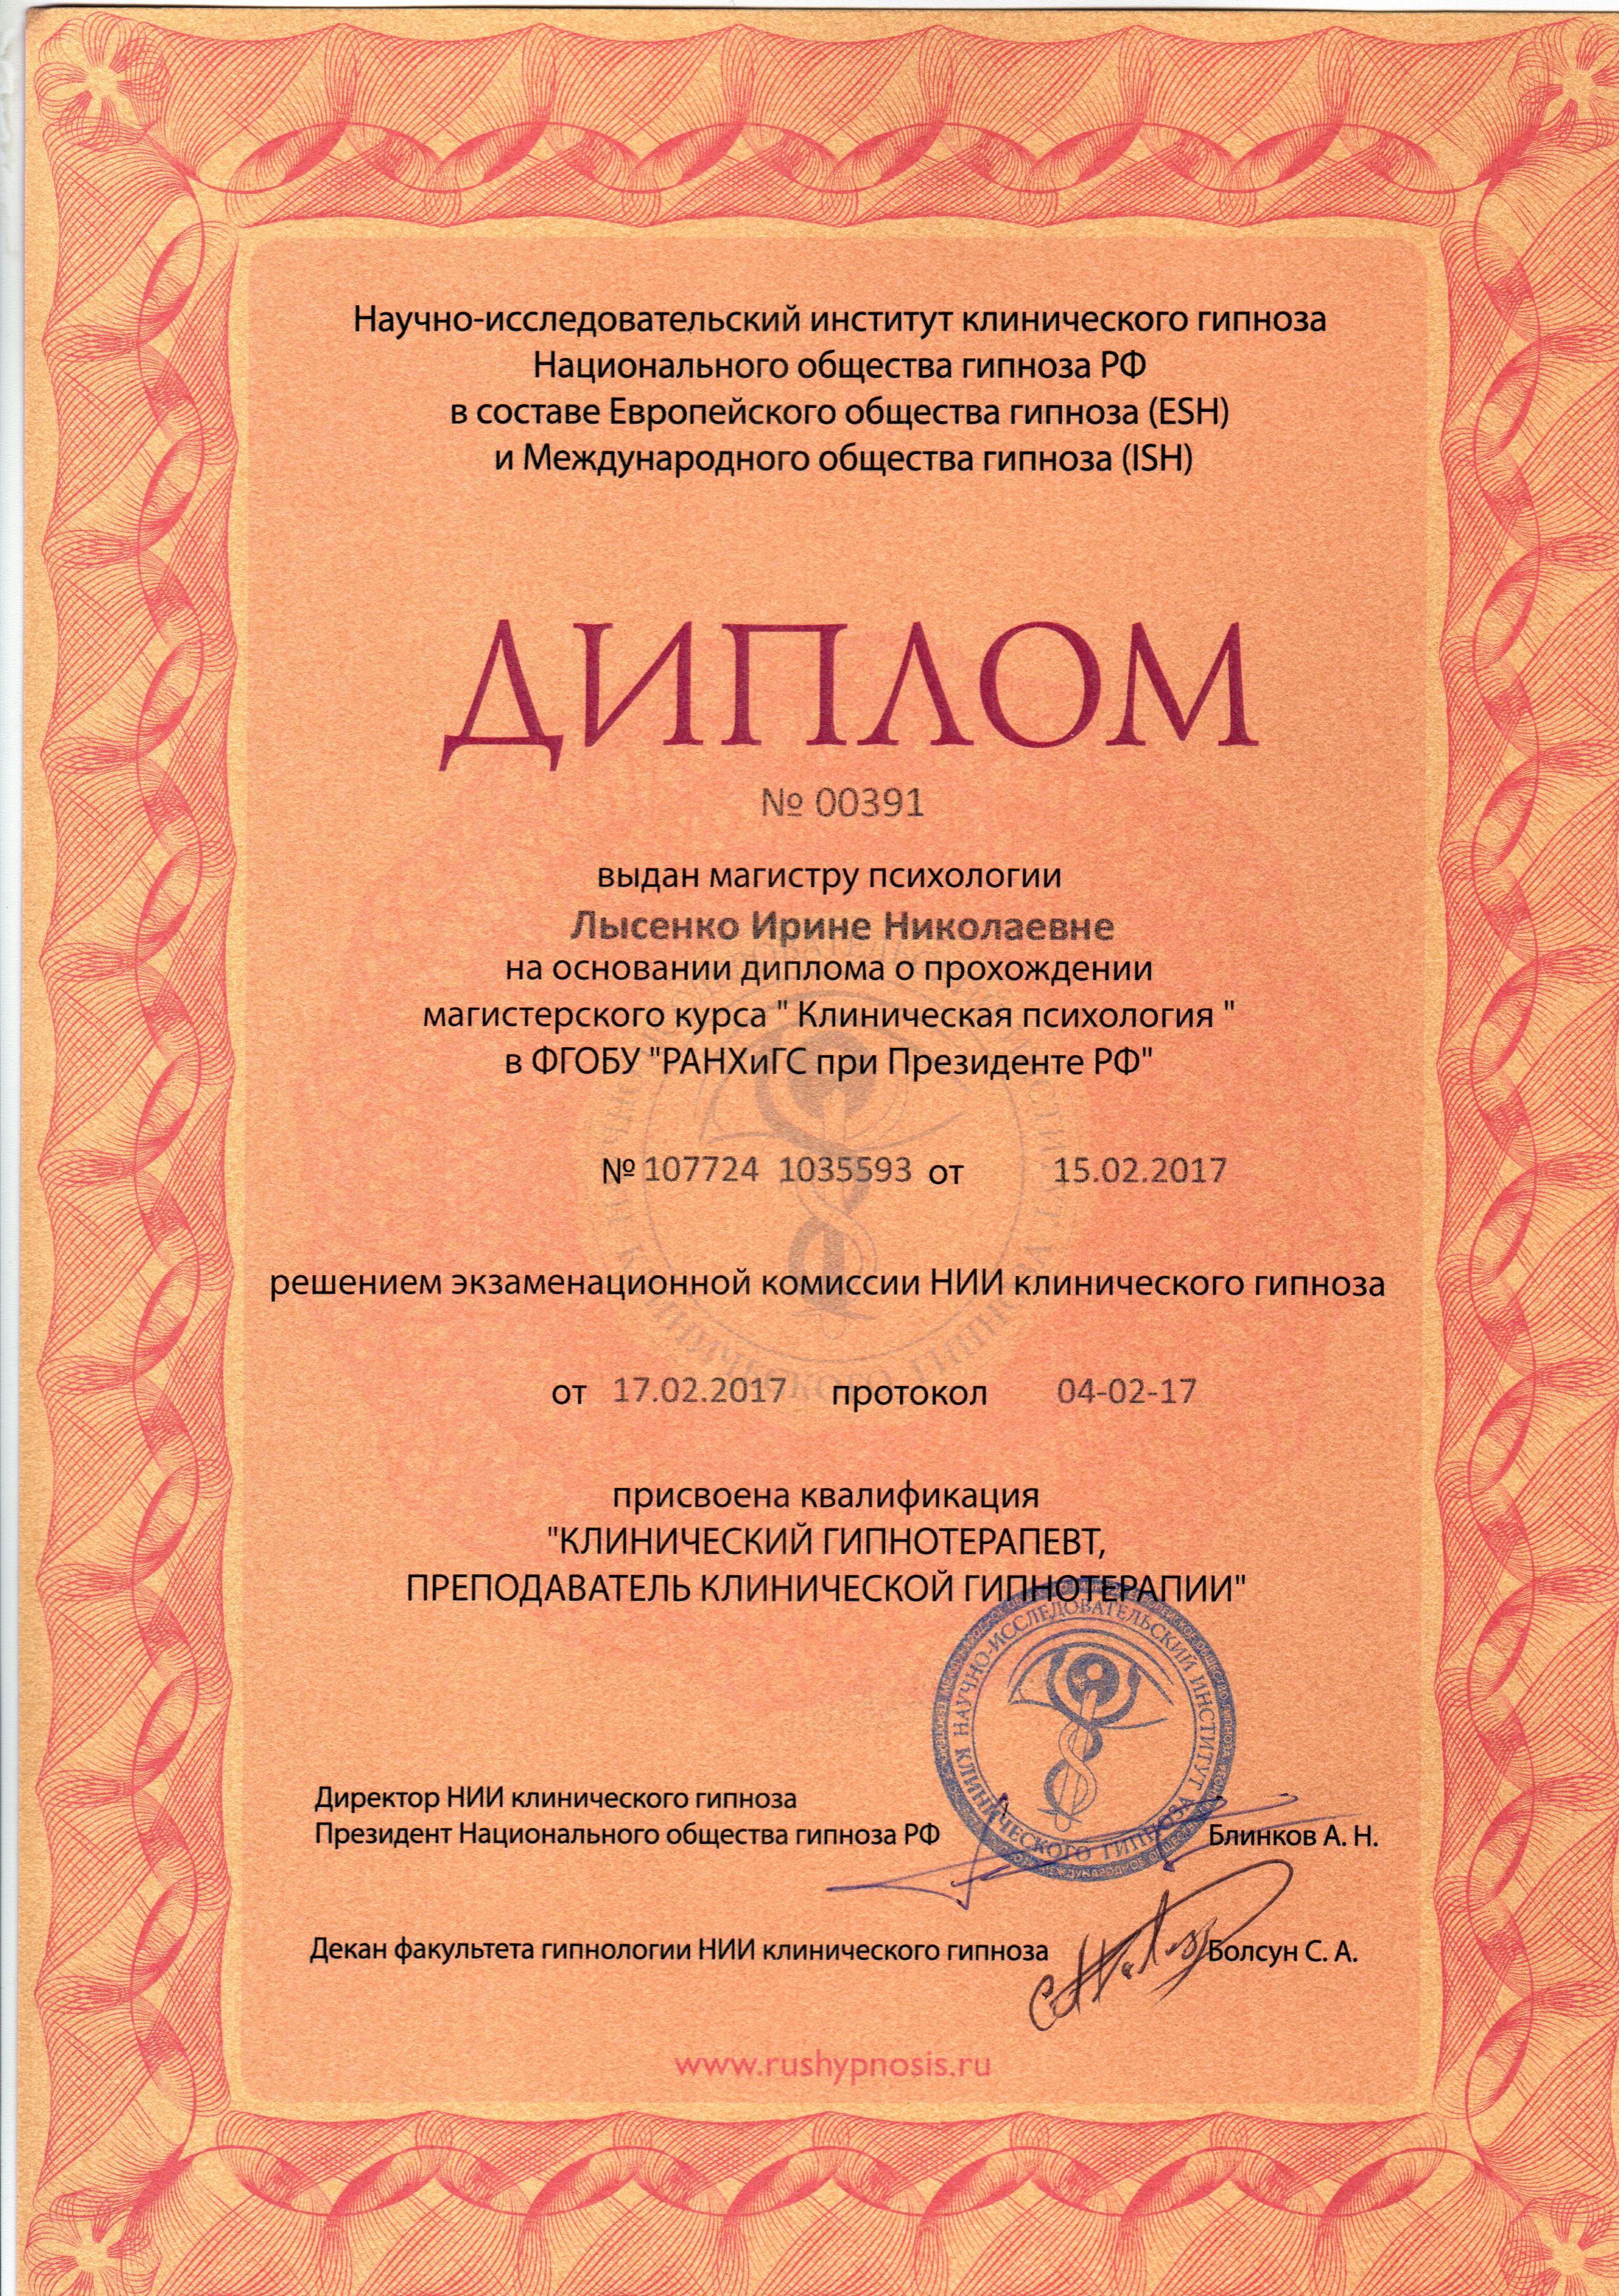 Научно-исследовательский институт клинического гипноза
Национального общества гипноза РФ
в составе Европейского общества гипноза (ESH)
и Международного общества гипноза (ISH)
ДИПЛОМ
№ 00391
выдан магистру психологии
Лысенко Ирине Николаевне
на основании диплома о прохождении
магистерского курса " Клиническая психология "
в ФГОБУ "РАНХиГС при Президенте РФ"
№ 107724 1035593 от 15.02.2017
решением экзаменационной комиссии НИИ клинического гипноза
от 17.02.2017 протокол 04-02-17
присвоена квалификация
"КЛИНИЧЕСКИЙ ГИПНОТЕРАПЕВТ,
ПРЕПОДАВАТЕЛЬ КЛИНИЧЕСКОЙ ГИПНОТЕРАПИИ"
НАУЧНО-ИССЛЕДОВАТЕЛЬСКИЙ ИНСТИТУТ
КЛИНИЧЕСКОГО ГИПНОЗА
Директор НИИ клинического гипноза
Президент Национального общества гипноза РФ Блинков А. Н.
Декан факультета гипнологии НИИ клинического гипноза Болсун С. А.
www.rushypnosis.ru